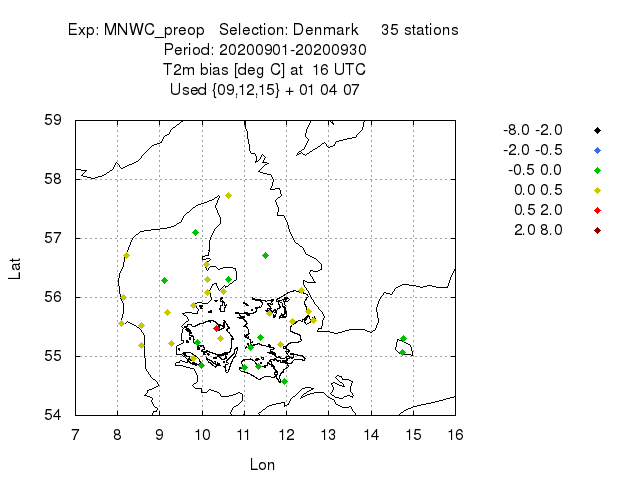 Exp: MNWC_preop   Selection: Denmark     35 stations
Period: 20200901-20200930
T2m bias [deg C] at  16 UTC
Used {09,12,15} + 01 04 07
59
58
57
56
55
54
Lat
7 8 9 10 11 12 13 14 15 16
Lon
-8.0 -2.0
-2.0 -0.5
-0.5 0.0
0.0 0.5
0.5 2.0
2.0 8.0